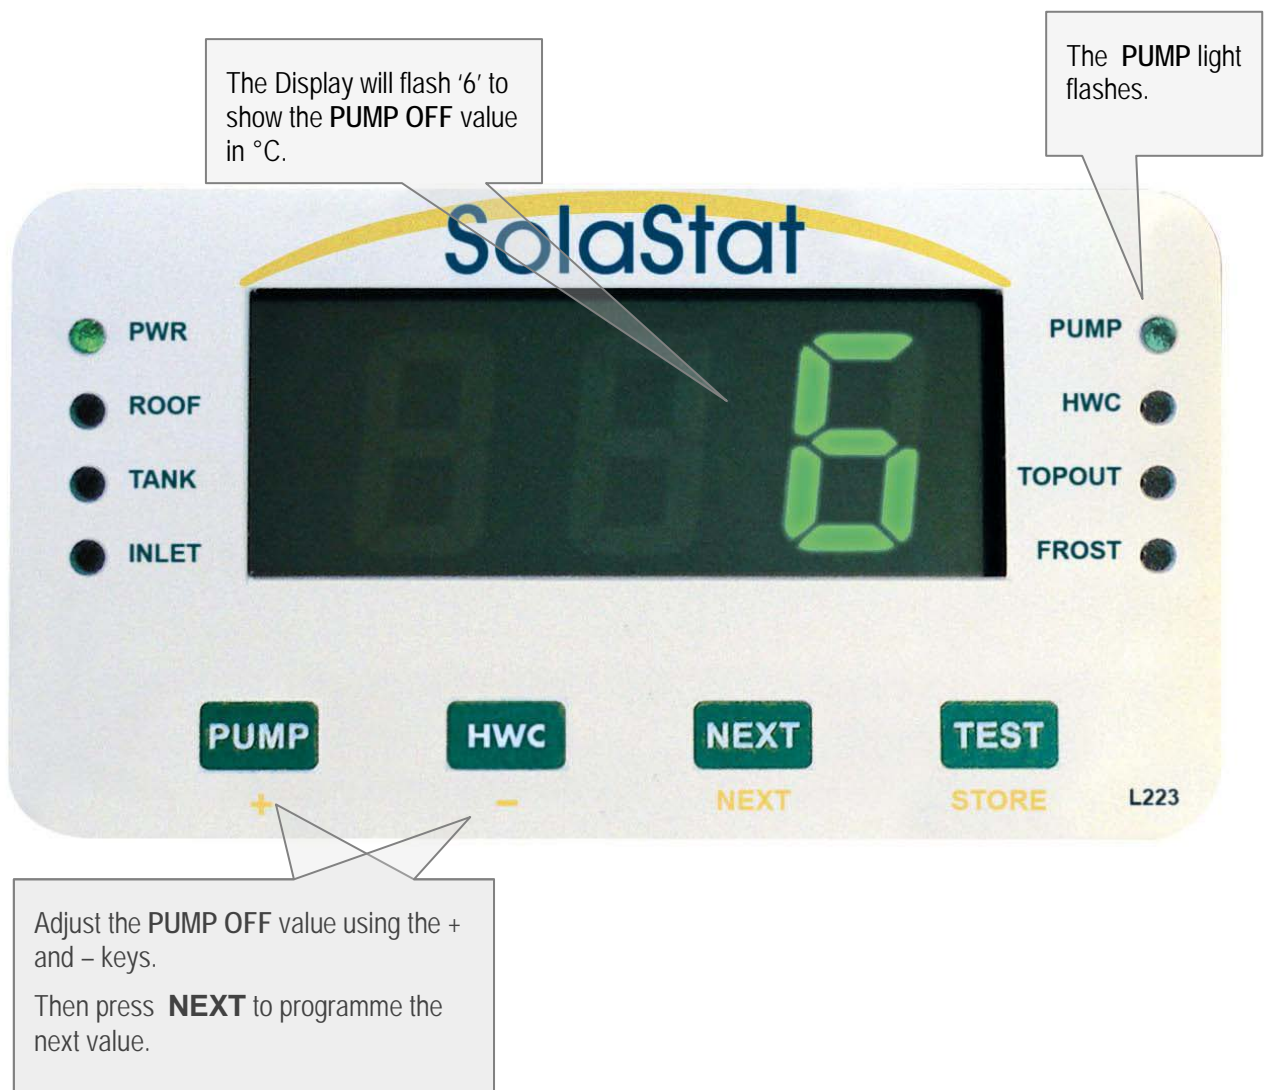 The Display will flash '6' to
show the PUMP OFF value
in °C.
The PUMP light
flashes.
SolaStat
PWR
ROOF
TANK
INLET
6
PUMP
HWC
TOPOUT
FROST
PUMP
HWC
NEXT
TEST
+
–
NEXT
STORE
L223
Adjust the PUMP OFF value using the +
and – keys.
Then press NEXT to programme the
next value.